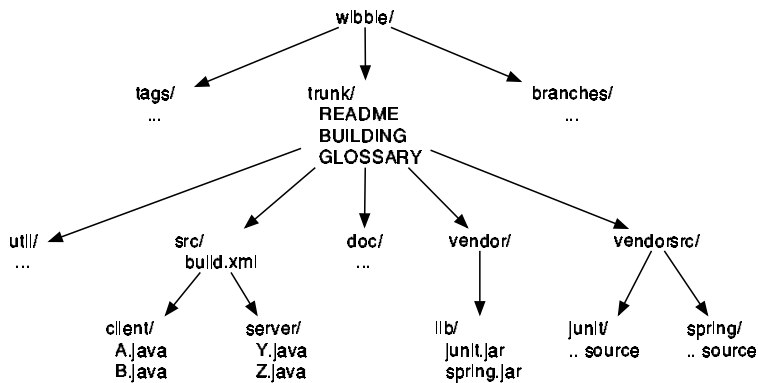 wibble/
tags/ trunk/ branches/
... README ...
BUILDING
GLOSSARY
util/ src/ doc/ vendor/ vendorsrc/
... build.xml ...
client/ server/ lib/ junit/ spring/
A.java Y.java junit.jar .. source .. source
B.java Z.java spring.jar